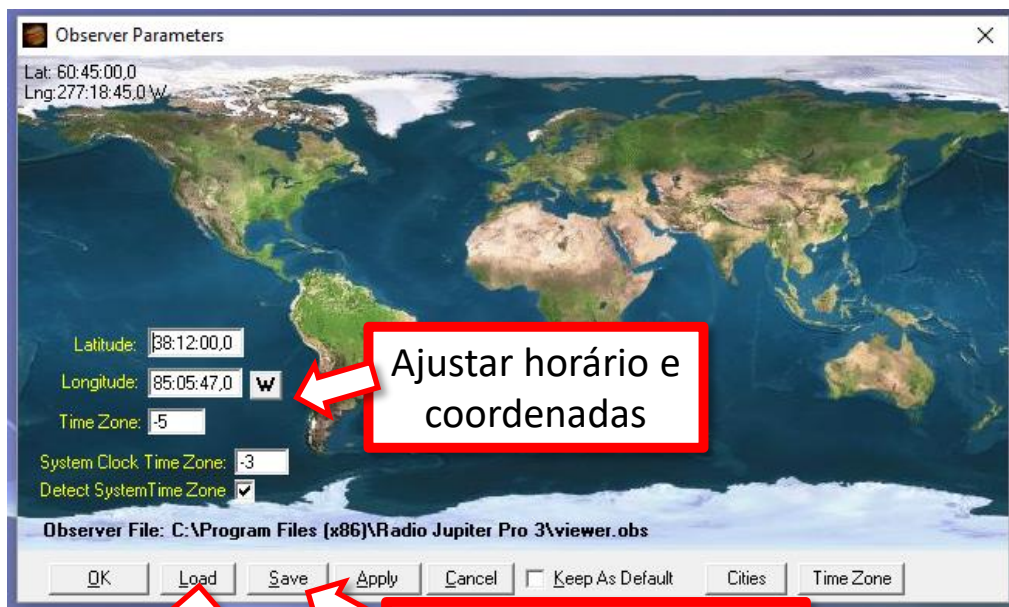 Observer Parameters
Lat: 60:45:00,0
Lng:277:18:45,0 W
Latitude: 38:12:00,0
Longitude: 85:05:47,0 W
Ajustar horário e
coordenadas
Time Zone: -5
System Clock Time Zone: -3
Detect SystemTime Zone
Observer File: C:\Program Files (x86)\Radio Jupiter Pro 3\viewer.obs
OK Load Save Apply Cancel Keep As Default Cities Time Zone